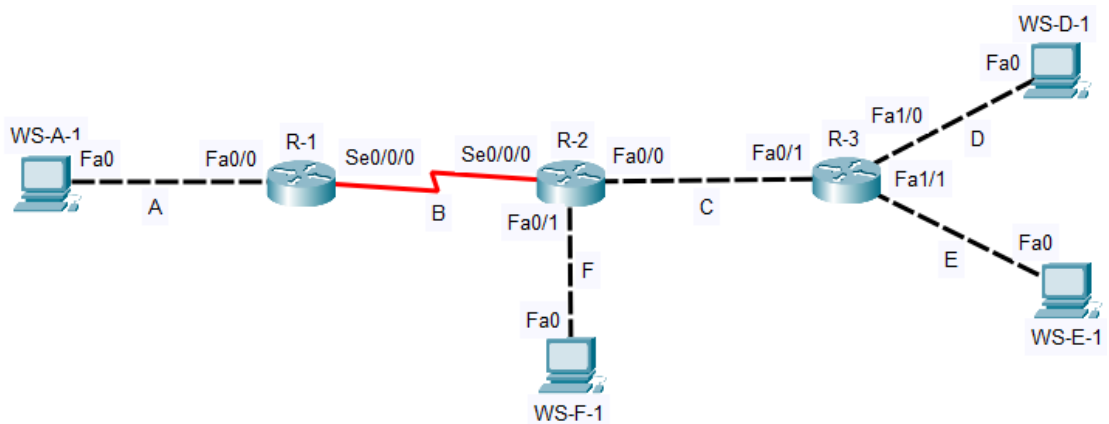 WS-D-1
Fa0
WS-A-1
Fa0
Fa0/0
R-1
Se0/0/0
Se0/0/0
R-2
Fa0/0
Fa0/1
R-3
Fa1/0
D
A
B
Fa0/1
C
Fa1/1
F
E
Fa0
Fa0
WS-E-1
WS-F-1